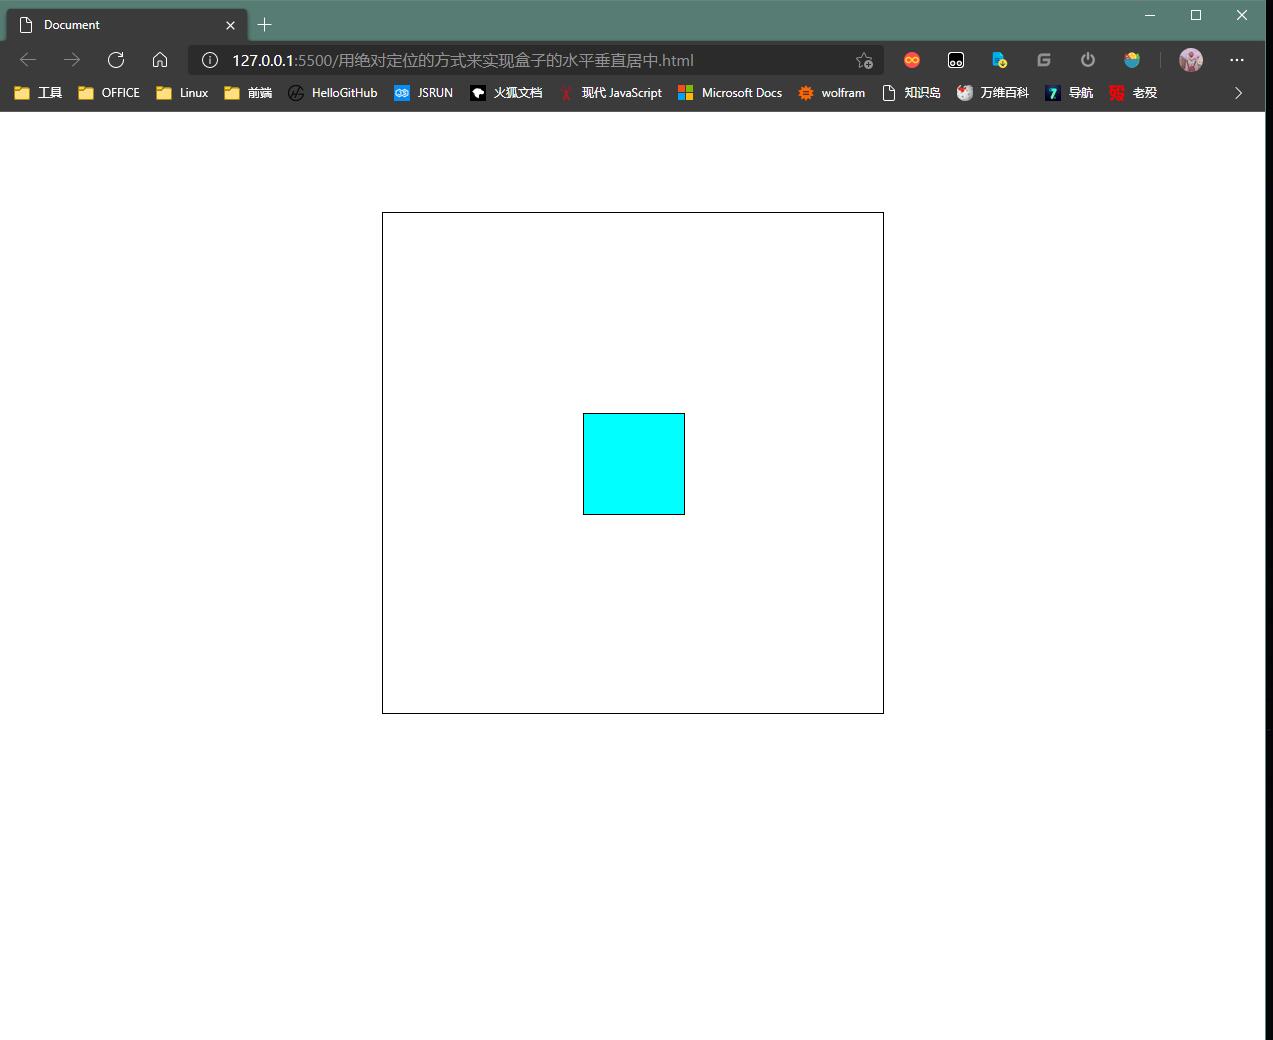 Document
127.0.0.1:5500/用绝对定位的方式来实现盒子的水平垂直居中.html
工具 OFFICE Linux 前端 HelloGitHub JSRUN 火狐文档 现代 JavaScript Microsoft Docs wolfram 知识岛 万维百科 导航 老殁